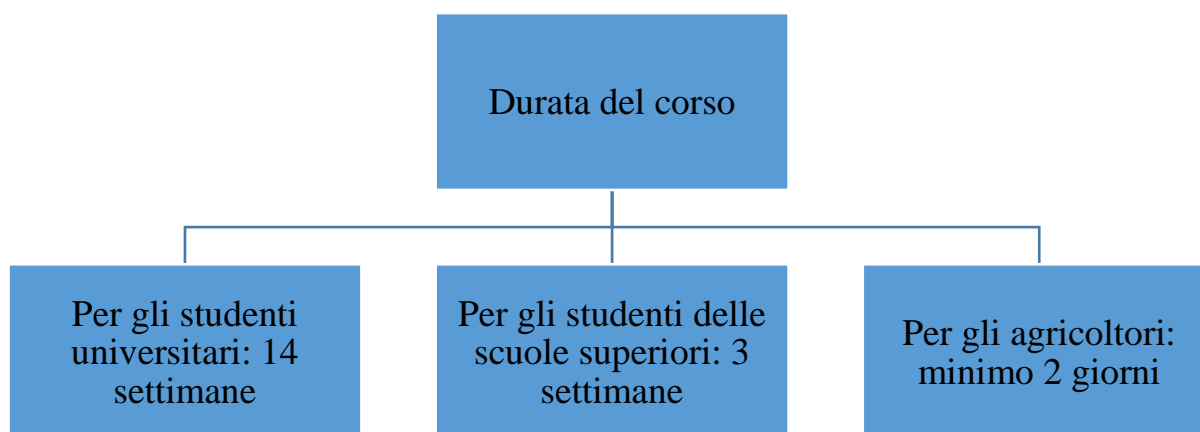 Durata del corso
Per gli studenti
universitari: 14
settimane
Per gli studenti delle
scuole superiori: 3
settimane
Per gli agricoltori:
minimo 2 giorni